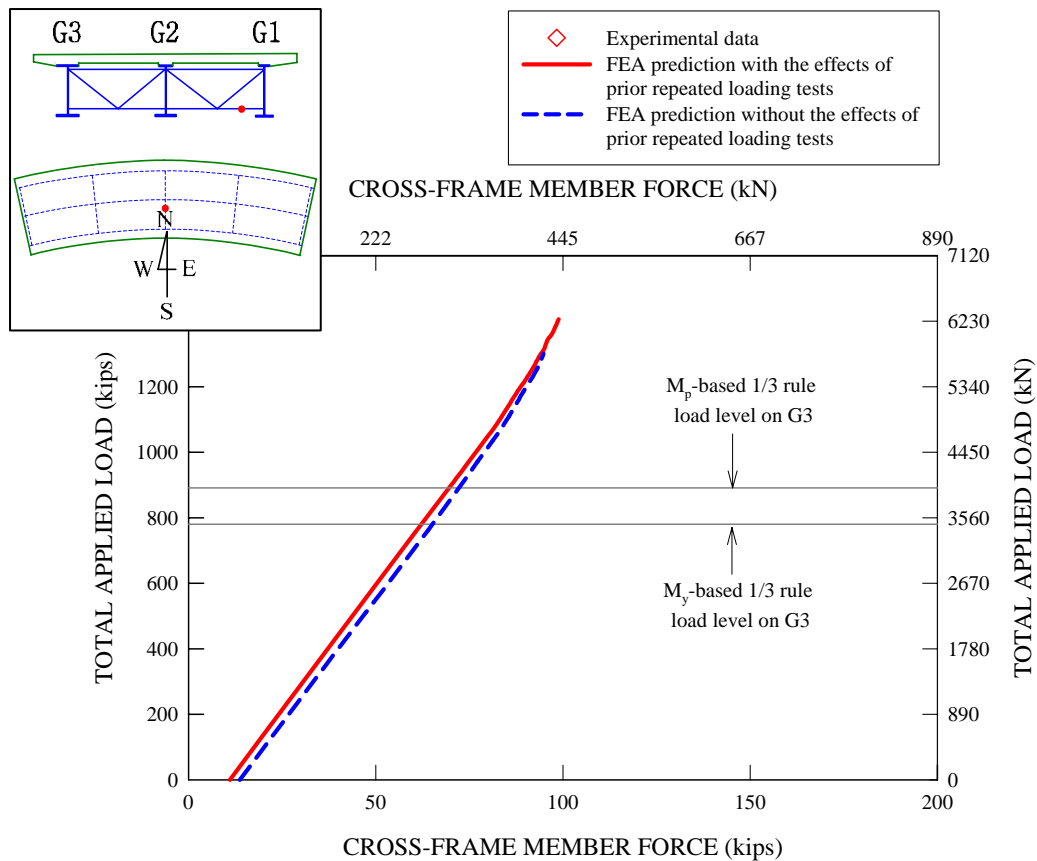 G3 G2 G1
N
W E
S
Experimental data
FEA prediction with the effects of
prior repeated loading tests
FEA prediction without the effects of
prior repeated loading tests
CROSS-FRAME MEMBER FORCE (kN)
222 445 667 890
TOTAL APPLIED LOAD (kips)
1200
1000
800
600
400
200
0
M_p-based 1/3 rule
load level on G3
M_y-based 1/3 rule
load level on G3
7120
6230
5340
4450
3560
2670
1780
890
0
TOTAL APPLIED LOAD (kN)
0 50 100 150 200
CROSS-FRAME MEMBER FORCE (kips)